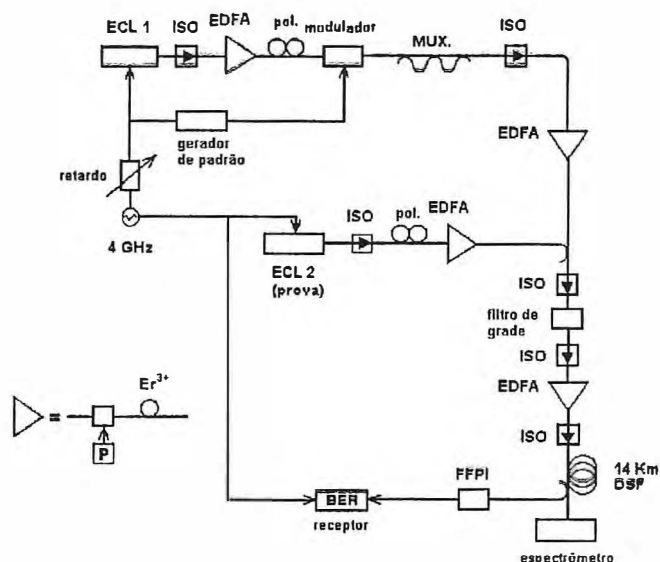 ECL 1
ISO
EDFA
pol.
modulador
MUX.
ISO
EDFA
gerador
de padrão
retardo
4 GHz
ECL 2
(prova)
ISO
pol.
EDFA
ISO
filtro de
grade
ISO
EDFA
ISO
14 Km
DSF
Er3+
=
P
BER
receptor
FFPI
espectrômetro